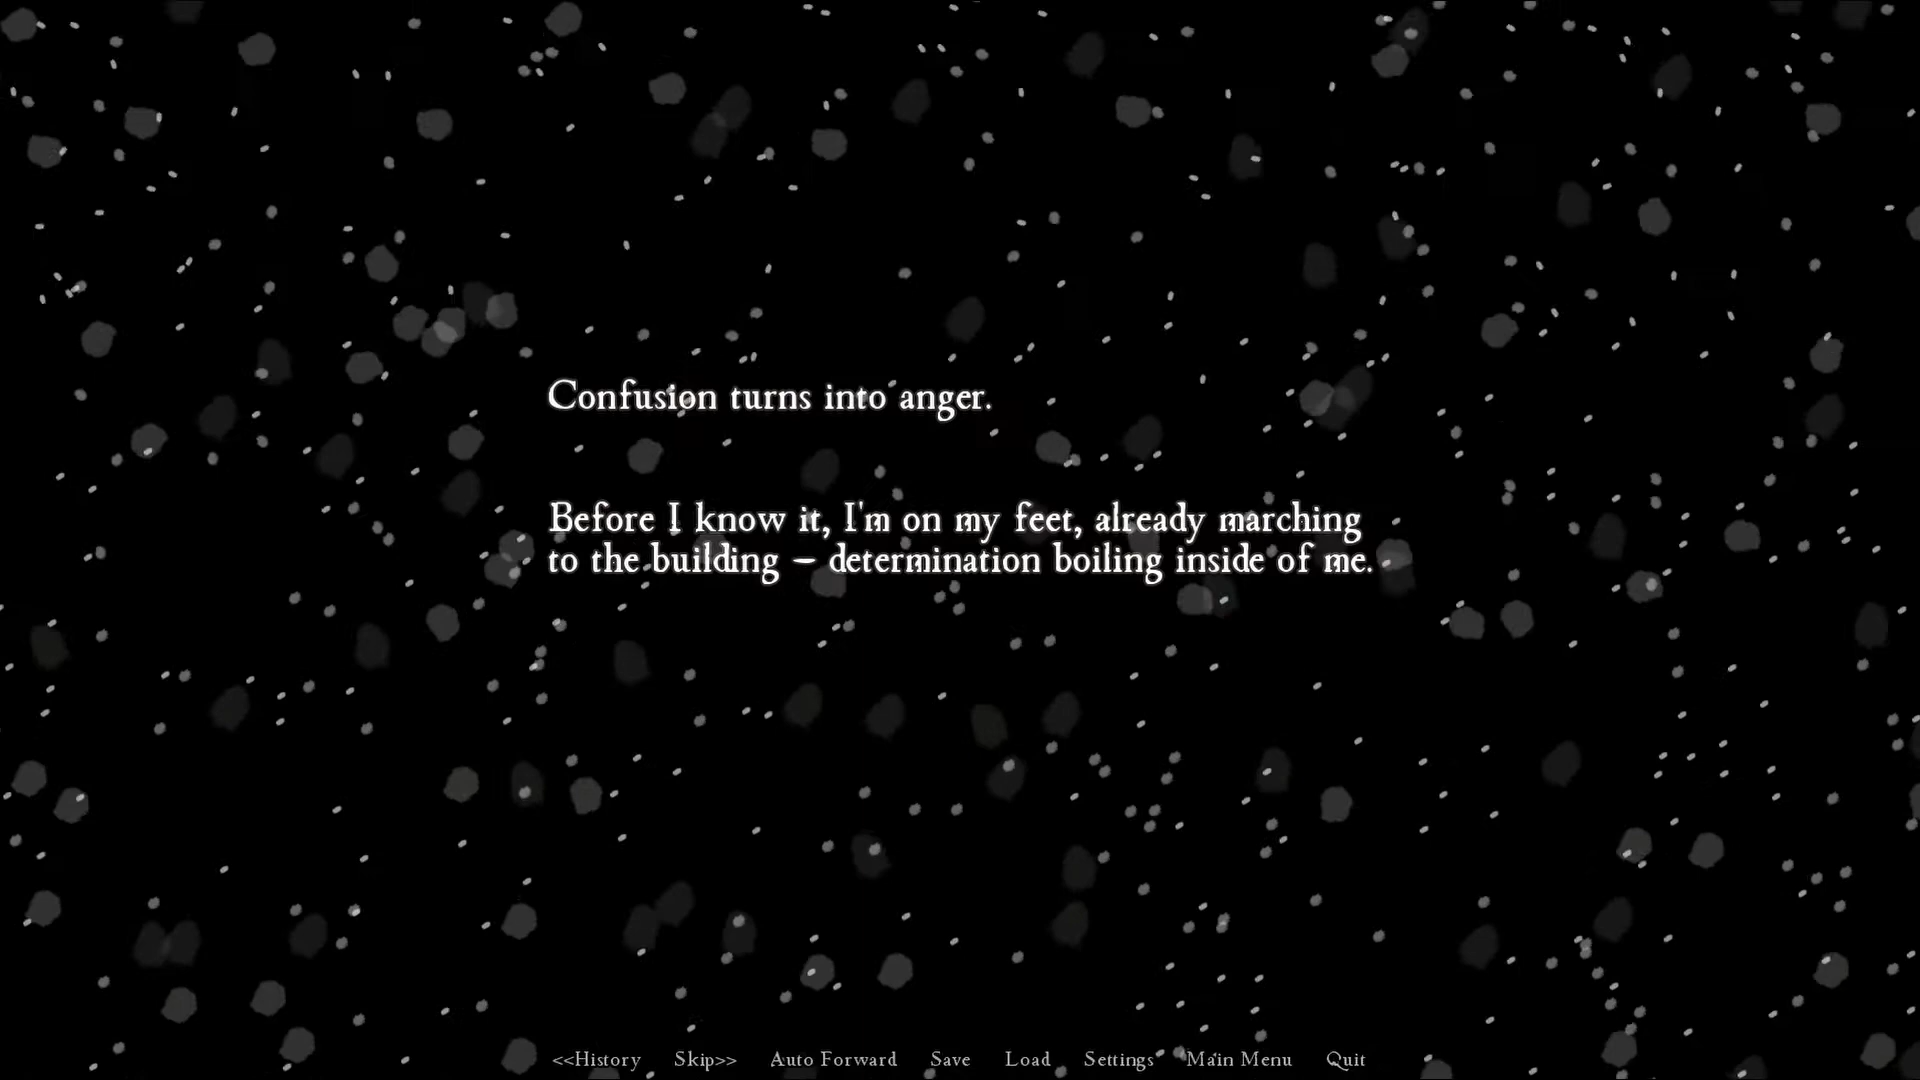 Confusion turns into anger.
Before I know it, I'm on my feet, already marching
to the building – determination boiling inside of me.
<<History Skip>> Auto Forward Save Load Settings Main Menu Quit